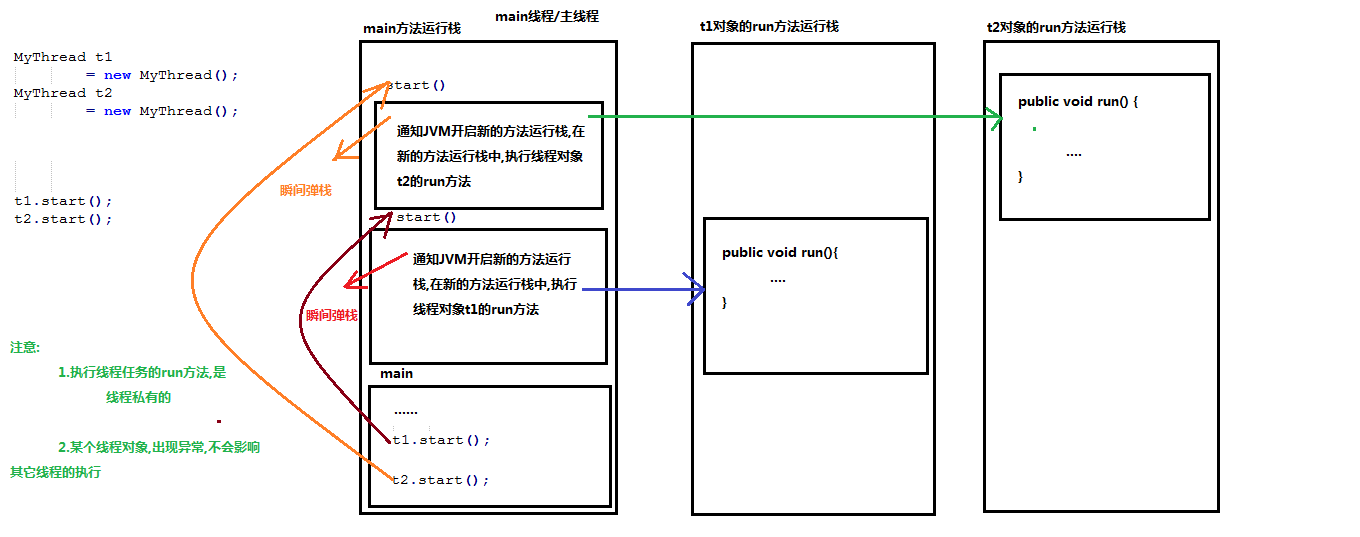 main线程/主线程
MyThread t1
= new MyThread();
MyThread t2
= new MyThread();
t1.start();
t2.start();
注意:
1.执行线程任务的run方法,是
线程私有的
2.某个线程对象,出现异常,不会影响
其它线程的执行
main方法运行栈
start()
通知JVM开启新的方法运行栈,在
新的方法运行栈中,执行线程对象
t2的run方法
瞬间弹栈
start()
通知JVM开启新的方法运行
栈,在新的方法运行栈中,执行
线程对象t1的run方法
瞬间弹栈
main
......
t1.start();
t2.start();
t1对象的run方法运行栈
public void run(){
....
}
t2对象的run方法运行栈
public void run() {
....
}